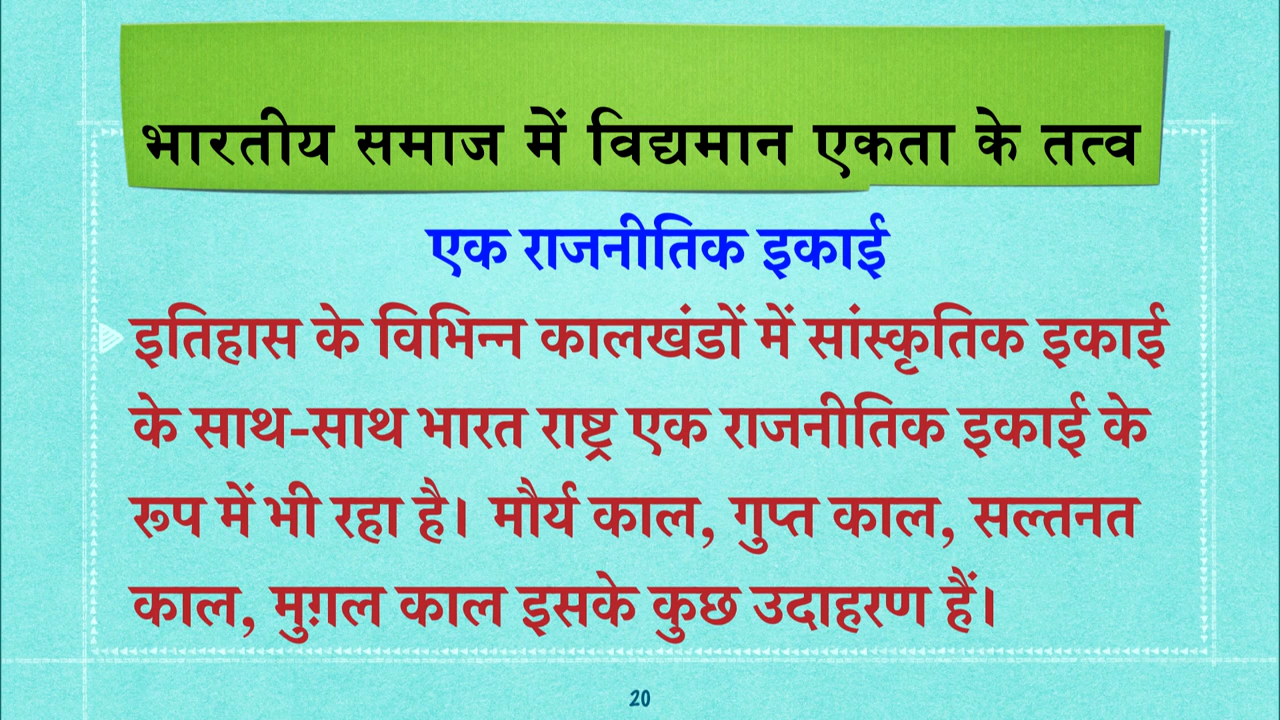 भारतीय समाज में विद्यमान एकता के तत्व
एक राजनीतिक इकाई
इतिहास के विभिन्न कालखंडों में सांस्कृतिक इकाई
के साथ-साथ भारत राष्ट्र एक राजनीतिक इकाई के
रूप में भी रहा है। मौर्य काल, गुप्त काल, सल्तनत
काल, मुग़ल काल इसके कुछ उदाहरण हैं।
20